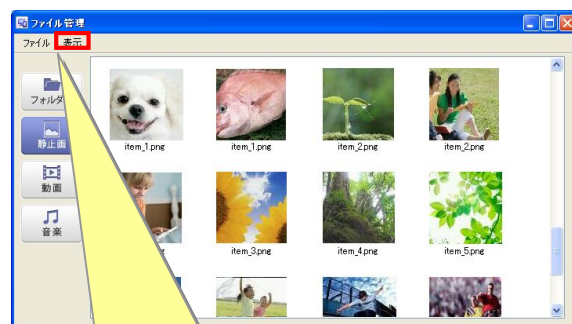 ファイル管理
ファイル 表示
フォルダ
静止画
動画
音楽
item_1.png item_1.png item_2.png item_2.png
item_3.png item_4.png item_5.png